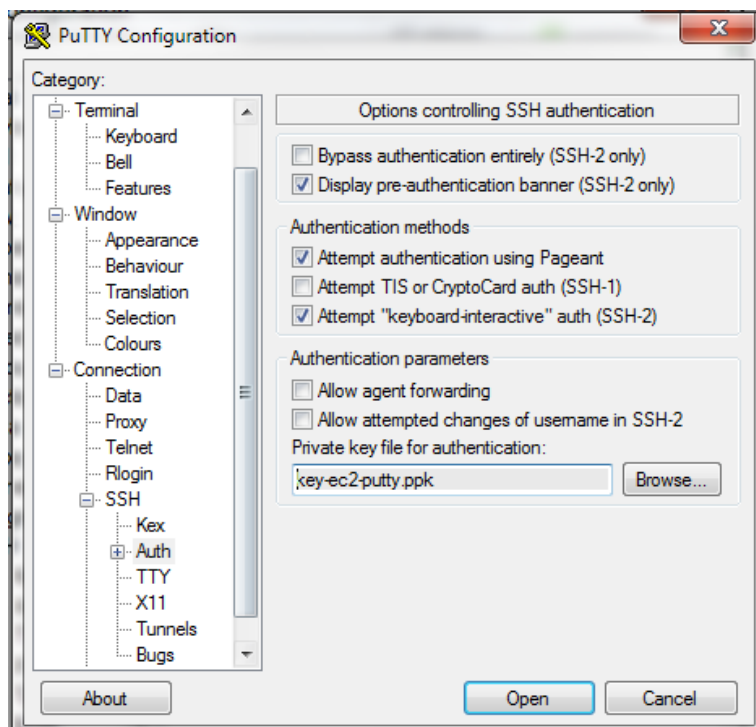 PuTTY Configuration
Category:
Terminal
Keyboard
Bell
Features
Window
Appearance
Behaviour
Translation
Selection
Colours
Connection
Data
Proxy
Telnet
Rlogin
SSH
Kex
Auth
TTY
X11
Tunnels
Bugs
Options controlling SSH authentication
Bypass authentication entirely (SSH-2 only)
Display pre-authentication banner (SSH-2 only)
Authentication methods
Attempt authentication using Pageant
Attempt TIS or CryptoCard auth (SSH-1)
Attempt "keyboard-interactive" auth (SSH-2)
Authentication parameters
Allow agent forwarding
Allow attempted changes of username in SSH-2
Private key file for authentication:
key-ec2-putty.ppk
Browse...
About
Open
Cancel